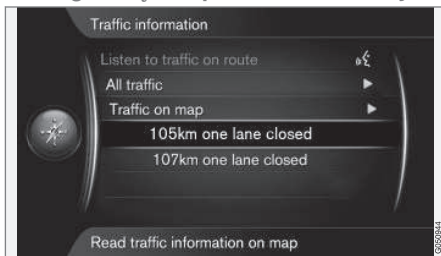 Traffic information
Listen to traffic on route
All traffic
Traffic on map
105km one lane closed
107km one lane closed
Read traffic information on map
G050944